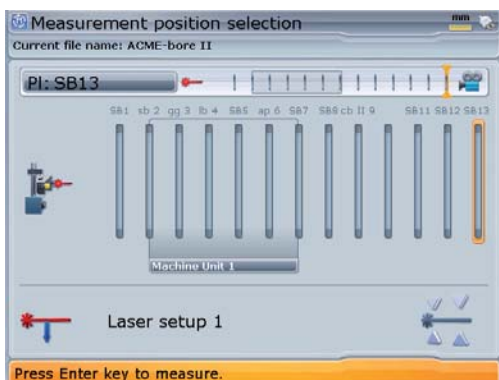 Measurement position selection mm
Current file name: ACME-bore II
Pl: SB13
SB1 sb 2 gg 3 lb 4 SB5 ap 6 SB7 SB8 cb II 9 SB11 SB12 SB13
Machine Unit 1
Laser setup 1
Press Enter key to measure.